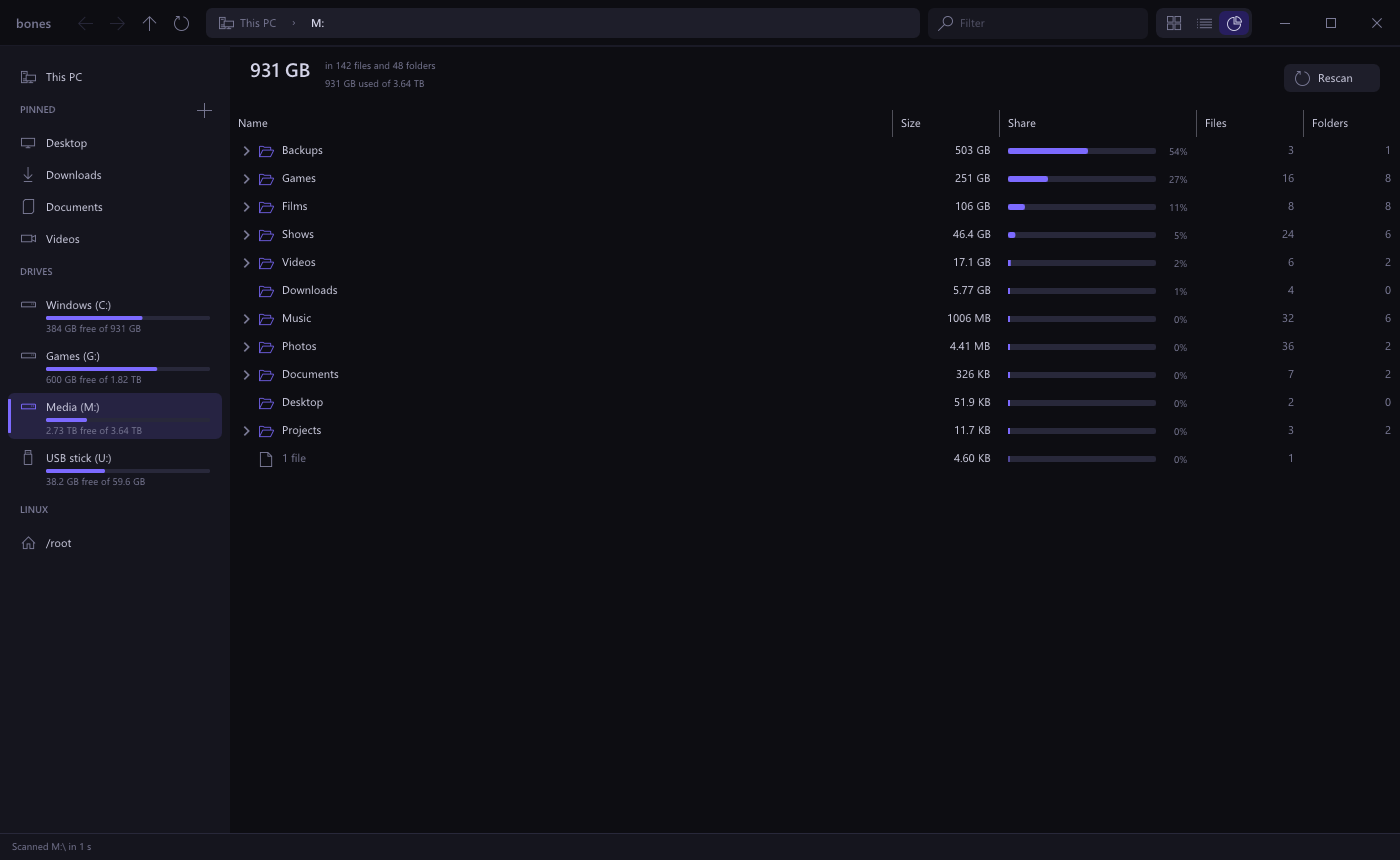 bones
This PC › M:
Filter
This PC
PINNED
Desktop
Downloads
Documents
Videos
DRIVES
Windows (C:)
384 GB free of 931 GB
Games (G:)
600 GB free of 1.82 TB
Media (M:)
2.73 TB free of 3.64 TB
USB stick (U:)
38.2 GB free of 59.6 GB
LINUX
/root
931 GB
in 142 files and 48 folders
931 GB used of 3.64 TB
Rescan
Name Size Share Files Folders
Backups 503 GB 54% 3 1
Games 251 GB 27% 16 8
Films 106 GB 11% 8 8
Shows 46.4 GB 5% 24 6
Videos 17.1 GB 2% 6 2
Downloads 5.77 GB 1% 4 0
Music 1006 MB 0% 32 6
Photos 4.41 MB 0% 36 2
Documents 326 KB 0% 7 2
Desktop 51.9 KB 0% 2 0
Projects 11.7 KB 0% 3 2
1 file 4.60 KB 0% 1
Scanned M:\ in 1 s